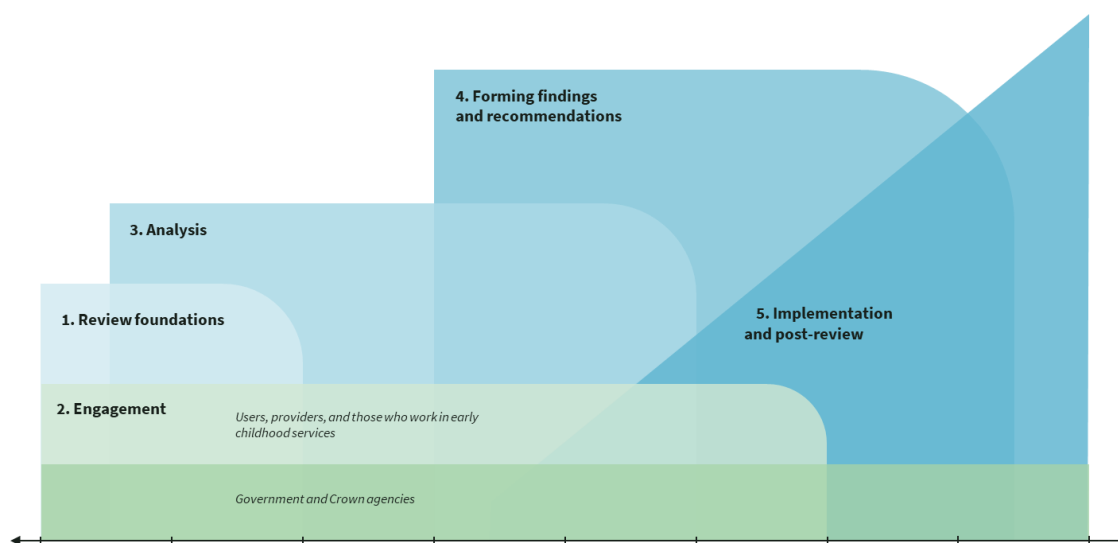 4. Forming findings
and recommendations
3. Analysis
1. Review foundations
5. Implementation
and post-review
2. Engagement
Users, providers, and those who work in early
childhood services
Government and Crown agencies